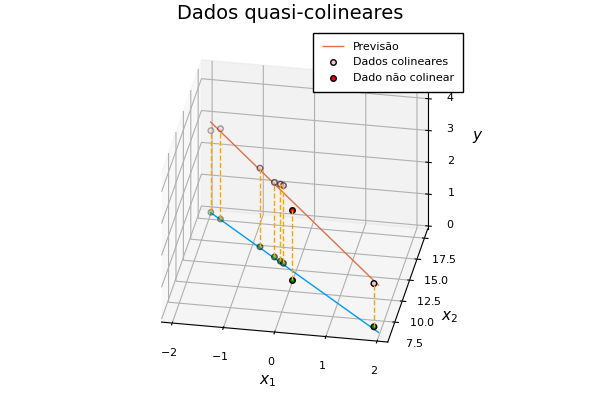 Dados quasi-colineares
Previsão
Dados colineares
Dado não colinear
4
3
2
1
0
y
17.5
15.0
12.5
10.0
7.5
x₂
−2
−1
0
1
2
x₁